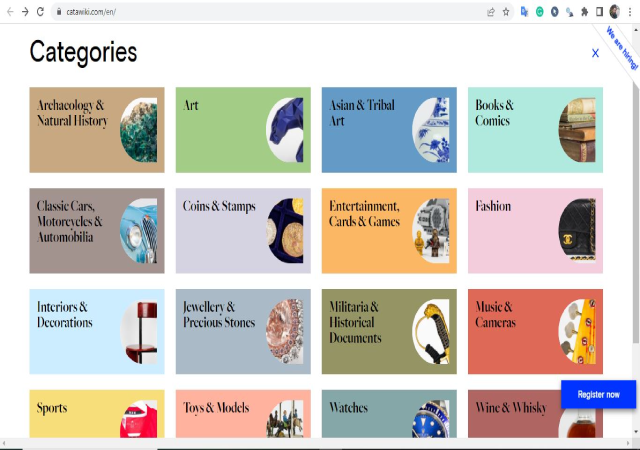 catawiki.com/en/
We are hiring!
Categories
Archaeology &
Natural History
Art
Asian & Tribal
Art
Books &
Comics
Classic Cars,
Motorcycles &
Automobilia
Coins & Stamps
Entertainment,
Cards & Games
Fashion
Interiors &
Decorations
Jewellery &
Precious Stones
Militaria &
Historical
Documents
Music &
Cameras
Register now
Sports
Toys & Models
Watches
Wine & Whisky